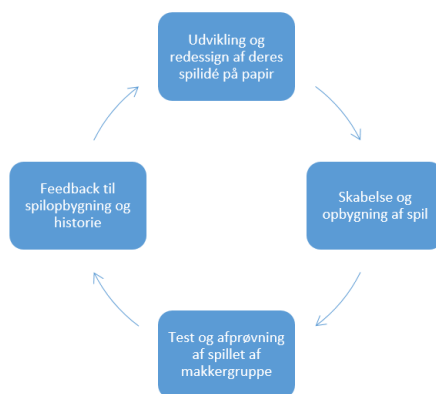 Udvikling og
redessign af deres
spilidé på papir
Skabelse og
opbygning af spil
Test og afprøvning
af spillet af
makkergruppe
Feedback til
spilopbygning og
historie